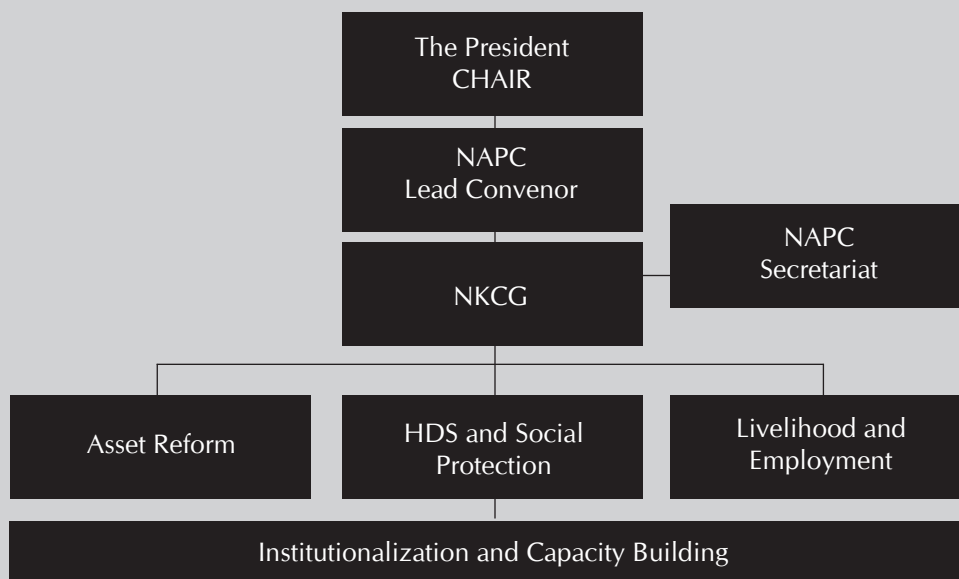 The President
CHAIR
NAPC
Lead Convenor
NAPC
Secretariat
NKCG
Asset Reform
HDS and Social
Protection
Livelihood and
Employment
Institutionalization and Capacity Building